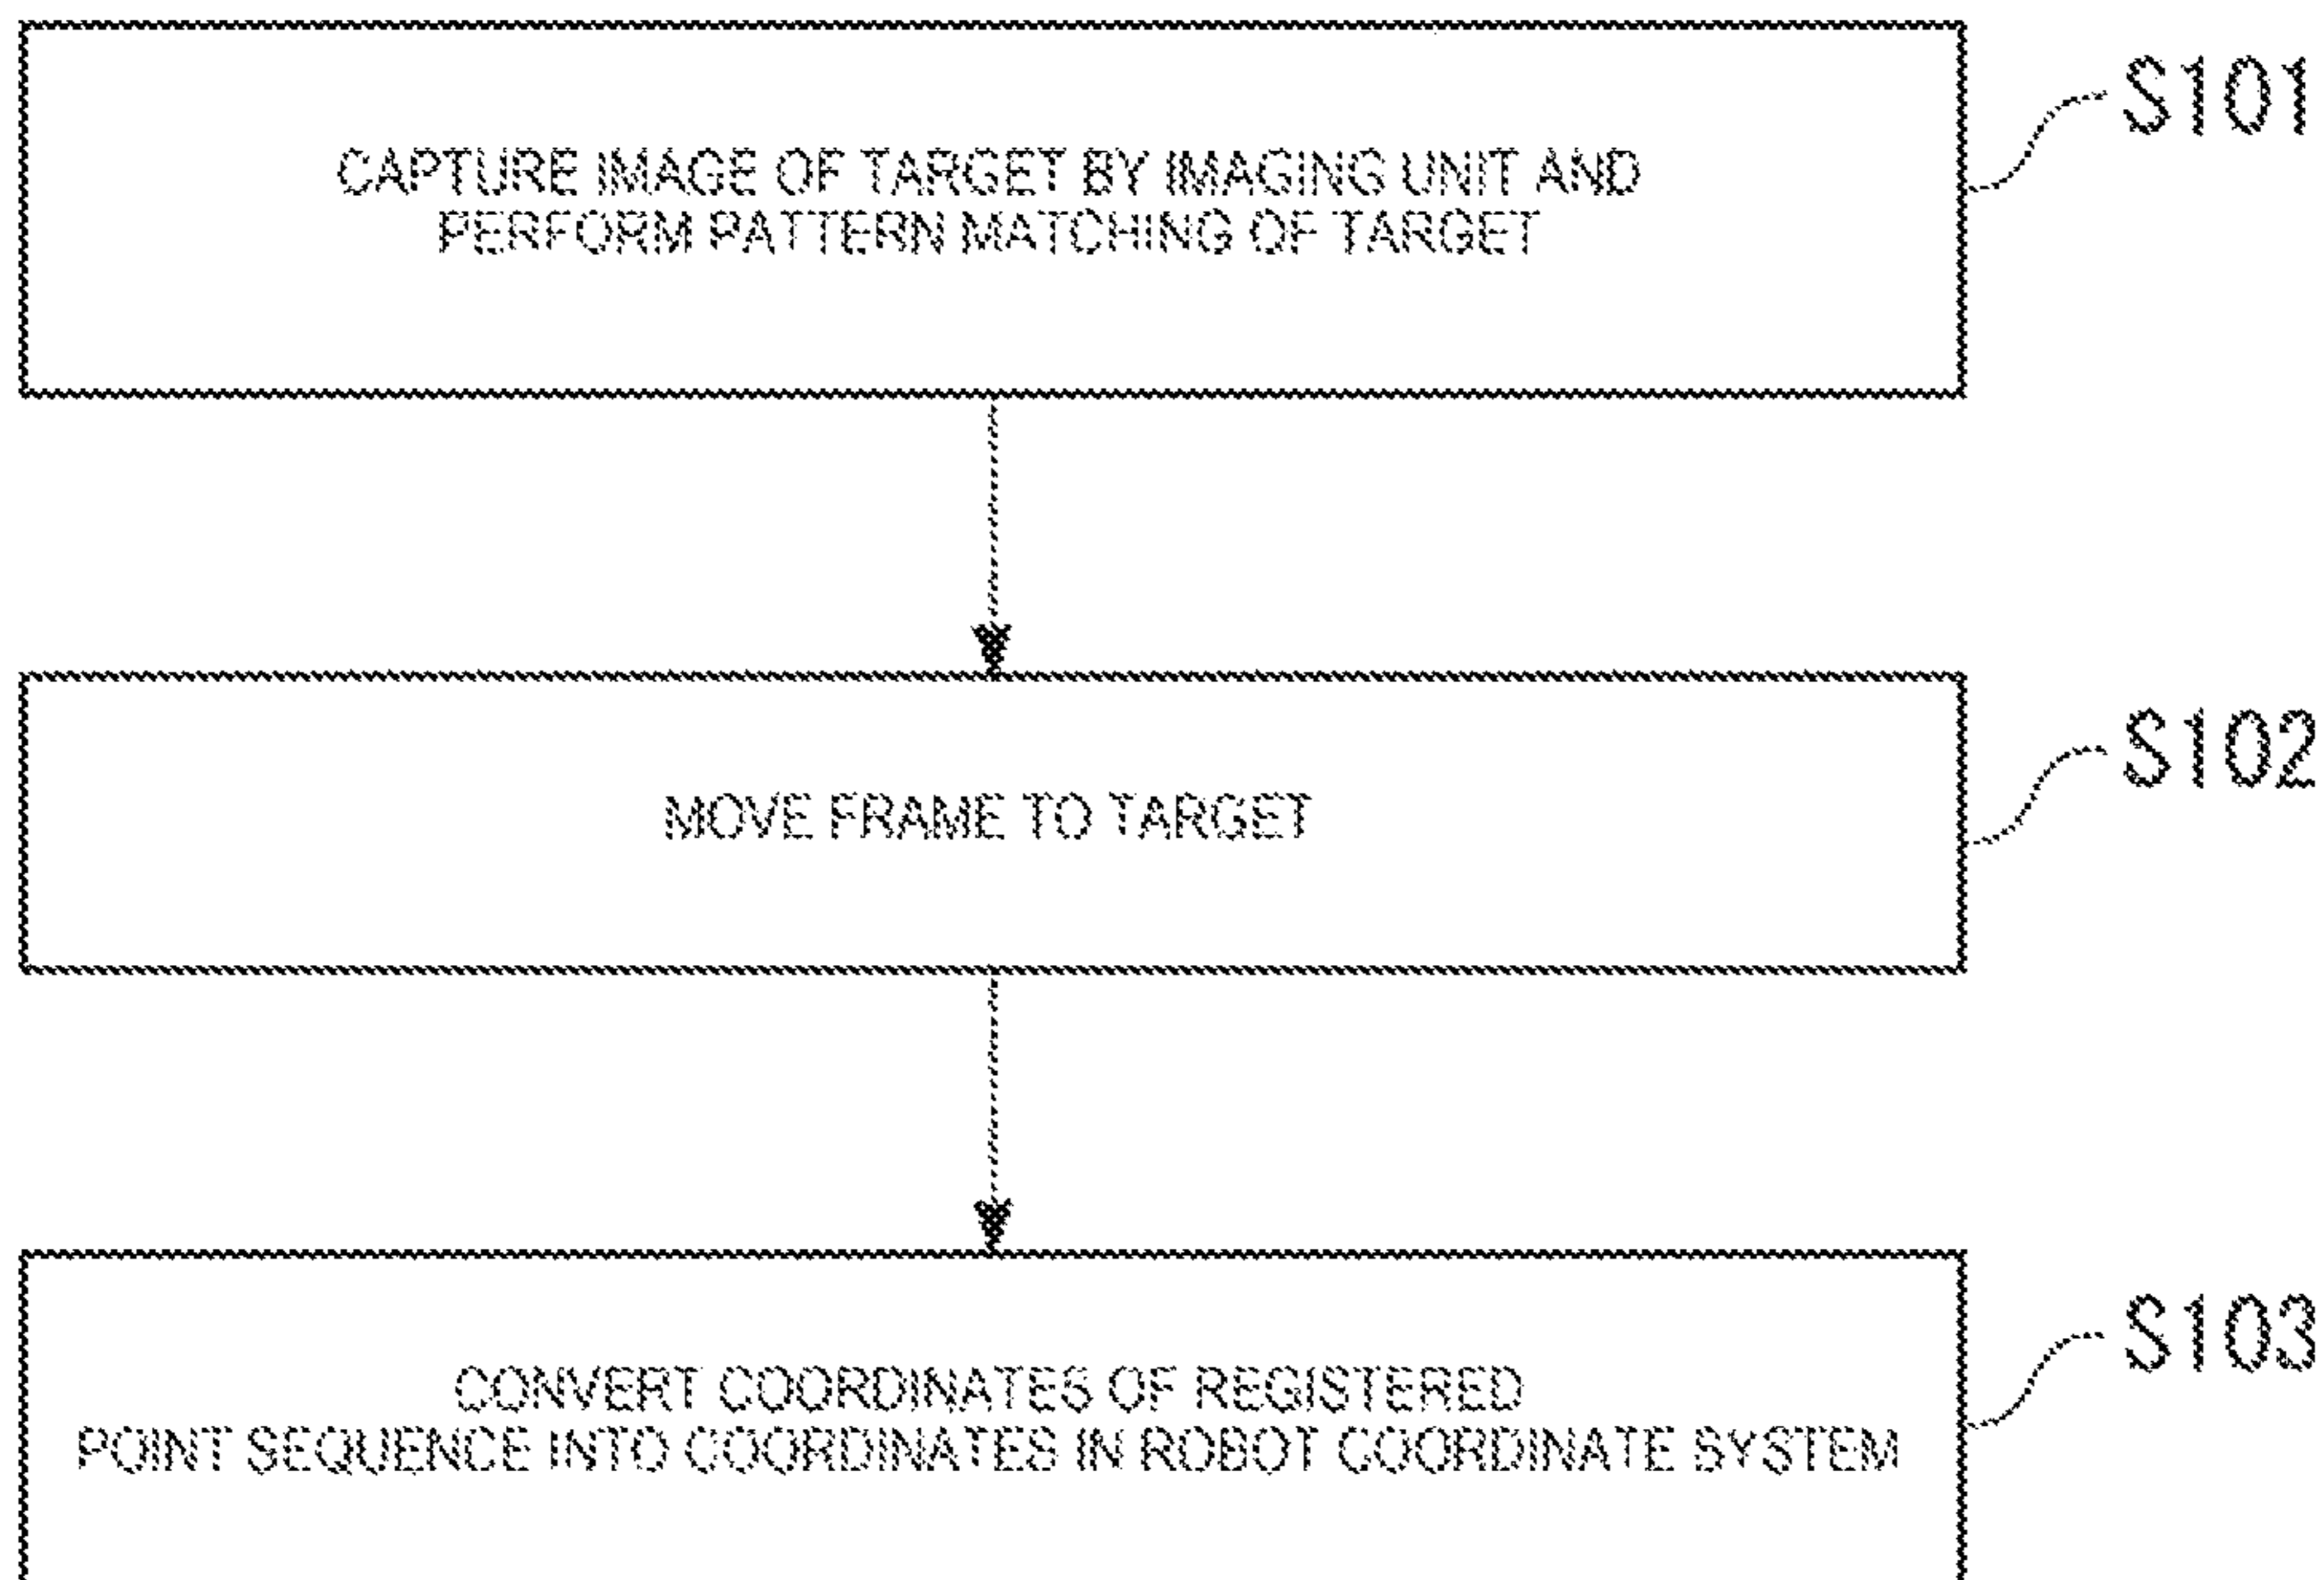 CAPTURE IMAGE OF TARGET BY IMAGING UNIT AND
PERFORM PATTERN MATCHING OF TARGET
S101
MOVE FRAME TO TARGET
S102
CONVERT COORDINATES OF REGISTERED
POINT SEQUENCE INTO COORDINATES IN ROBOT COORDINATE SYSTEM
S103